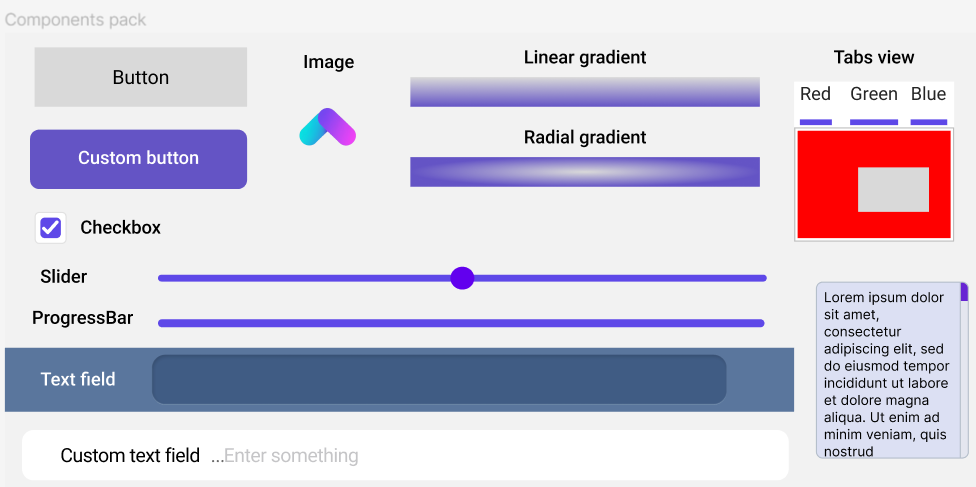 Components pack
Button
Image
Linear gradient
Tabs view
Red Green Blue
Custom button
Radial gradient
Checkbox
Slider
ProgressBar
Lorem ipsum dolor
sit amet,
consectetur
adipiscing elit, sed
do eiusmod tempor
incididunt ut labore
et dolore magna
aliqua. Ut enim ad
minim veniam, quis
nostrud
Text field
Custom text field ...Enter something